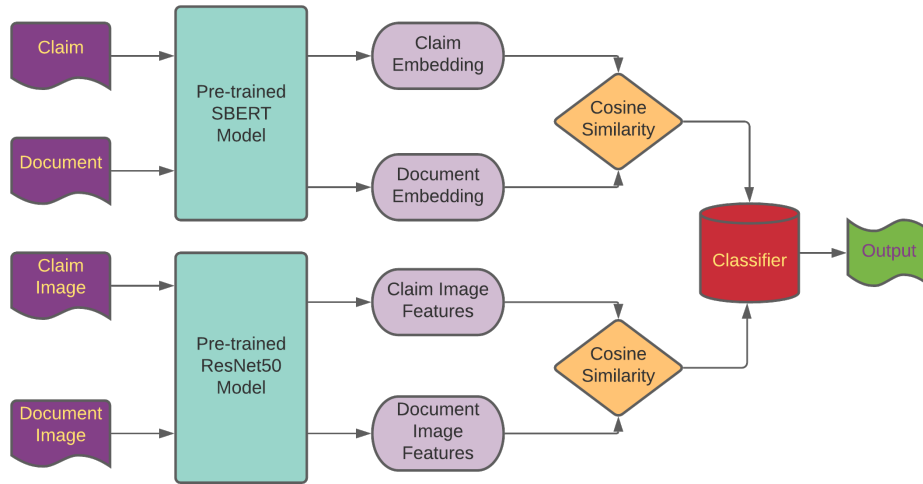 Claim
Document
Pre-trained
SBERT
Model
Claim
Embedding
Document
Embedding
Cosine
Similarity
Claim
Image
Document
Image
Pre-trained
ResNet50
Model
Claim Image
Features
Document
Image
Features
Cosine
Similarity
Classifier
Output